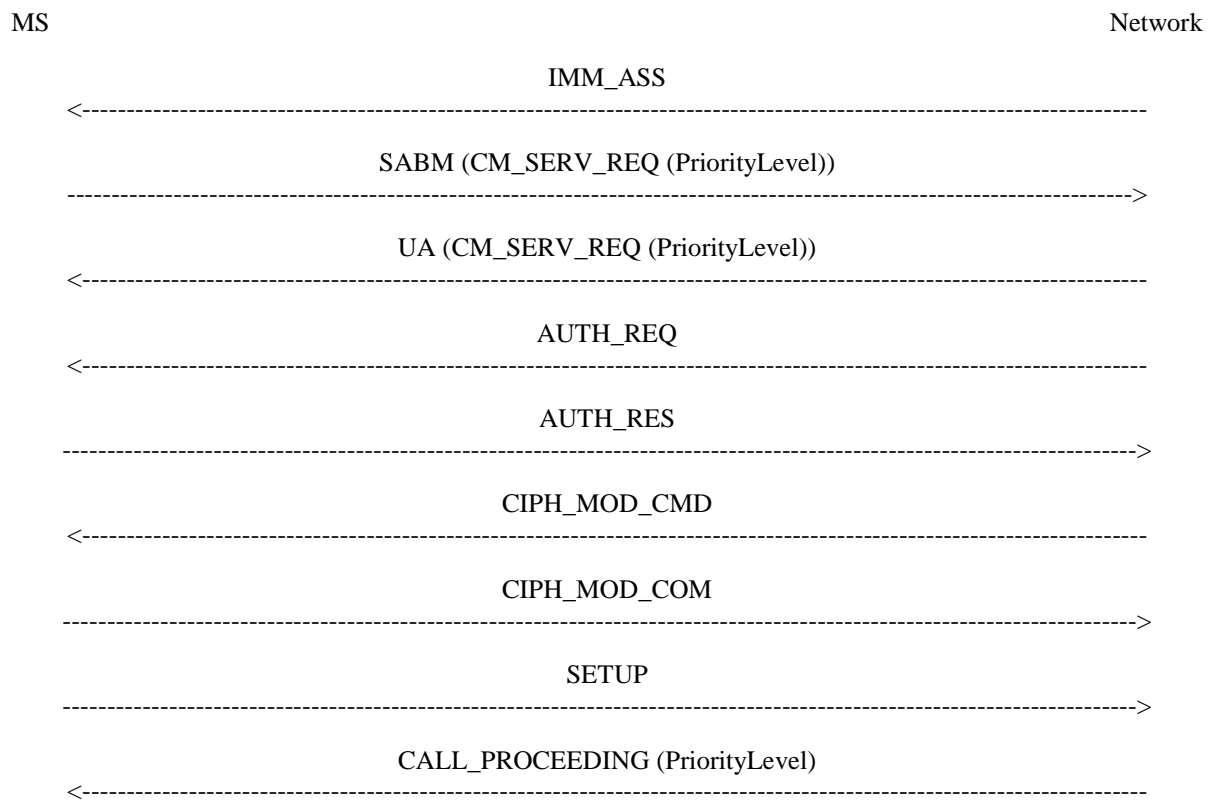 MS Network
IMM_ASS
<-----------------------------------------------------------------------------------------------------------------------
SABM (CM_SERV_REQ (PriorityLevel))
----------------------------------------------------------------------------------------------------------------------->
UA (CM_SERV_REQ (PriorityLevel))
<-----------------------------------------------------------------------------------------------------------------------
AUTH_REQ
<-----------------------------------------------------------------------------------------------------------------------
AUTH_RES
----------------------------------------------------------------------------------------------------------------------->
CIPH_MOD_CMD
<-----------------------------------------------------------------------------------------------------------------------
CIPH_MOD_COM
----------------------------------------------------------------------------------------------------------------------->
SETUP
----------------------------------------------------------------------------------------------------------------------->
CALL_PROCEEDING (PriorityLevel)
<-----------------------------------------------------------------------------------------------------------------------